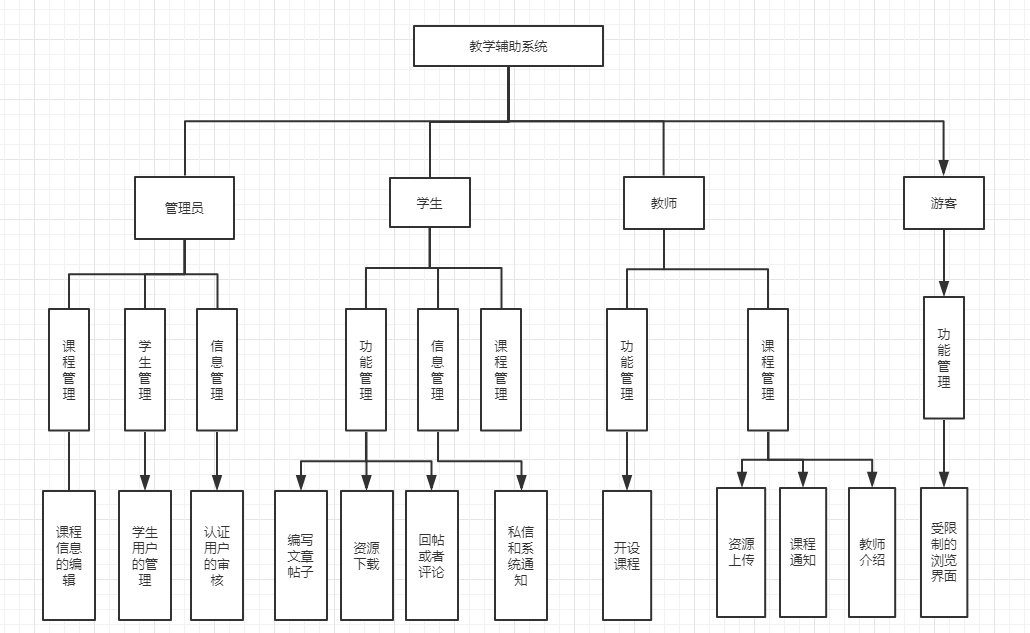 教学辅助系统
管理员
学生
教师
游客
课
程
管
理
学
生
管
理
信
息
管
理
功
能
管
理
信
息
管
理
课
程
管
理
功
能
管
理
课
程
管
理
功
能
管
理
课程
信息
的编
辑
学生
用户
的管
理
认证
用户
的审
核
编写
文章
帖子
资源
下载
回帖
或者
评论
私信
和系
统通
知
开设
课程
资源
上传
课程
通知
教师
介绍
受限
制的
浏览
界面